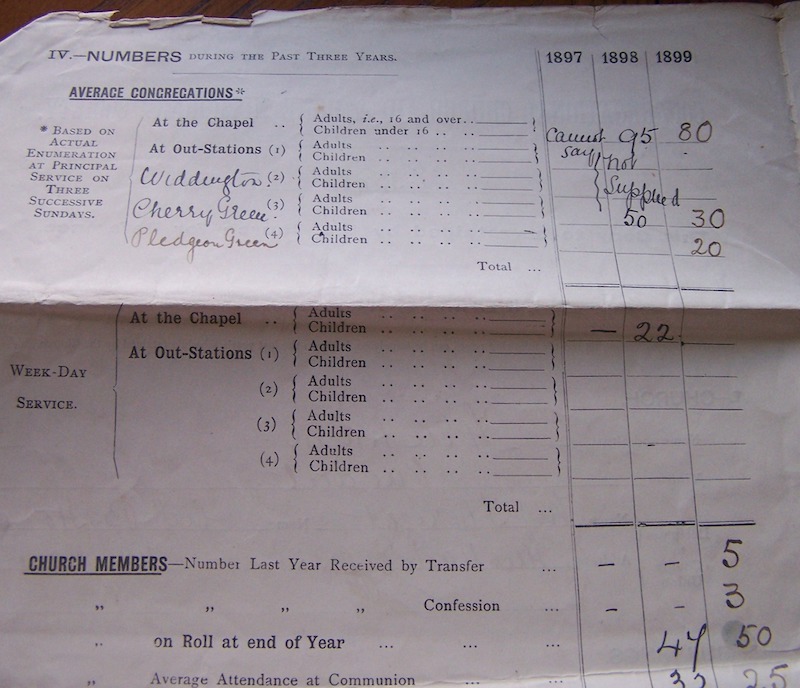 IV.—NUMBERS DURING THE PAST THREE YEARS. 1897 1898 1899
AVERAGE CONGREGATIONS*
* BASED ON ACTUAL ENUMERATION AT PRINCIPAL SERVICE ON THREE SUCCESSIVE SUNDAYS.
At the Chapel .. { Adults, i.e., 16 and over.. } Cannot say 95 80
Children under 16 .. ..
At Out-Stations (1) { Adults .. .. .. .. } not supplied
Children .. .. .. ..
Widdington (2) { Adults .. .. .. .. }
Children .. .. .. ..
Cherry Green (3) { Adults .. .. .. .. } 50 30
Children .. .. .. ..
Pledgeon Green (4) { Adults .. .. .. .. } 20
Children .. .. .. ..
Total ...
WEEK-DAY SERVICE.
At the Chapel .. { Adults .. .. .. .. } — 22
Children .. .. .. ..
At Out-Stations (1) { Adults .. .. .. .. }
Children .. .. .. ..
(2) { Adults .. .. .. .. }
Children .. .. .. ..
(3) { Adults .. .. .. .. }
Children .. .. .. ..
(4) { Adults .. .. .. .. }
Children .. .. .. ..
Total ...
CHURCH MEMBERS—Number Last Year Received by Transfer ... – – 5
„ „ „ „ Confession ... – – 3
„ on Roll at end of Year ... ... ... 47 50
„ Average Attendance at Communion ... 25